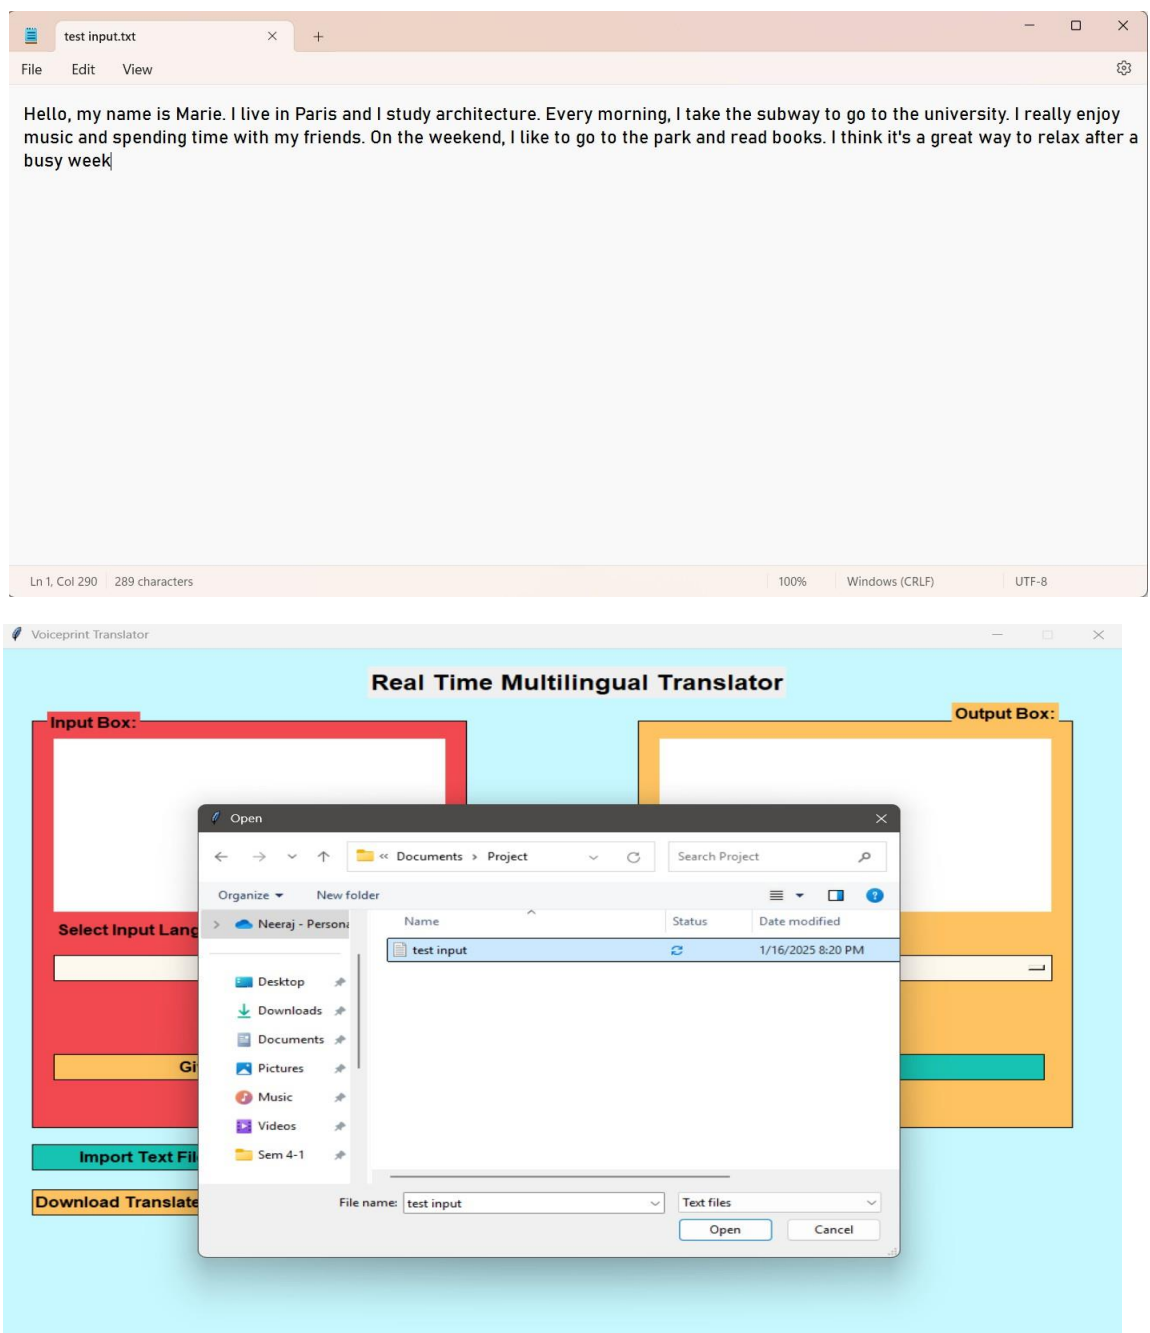 test input.txt
File Edit View
Hello, my name is Marie. I live in Paris and I study architecture. Every morning, I take the subway to go to the university. I really enjoy
music and spending time with my friends. On the weekend, I like to go to the park and read books. I think it's a great way to relax after a
busy week
Ln 1, Col 290 289 characters 100% Windows (CRLF) UTF-8
Voiceprint Translator
Real Time Multilingual Translator
Input Box:
Output Box:
Open
« Documents > Project
Search Project
Organize New folder
Select Input Lang
Neeraj - Persona
Name Status Date modified
test input 1/16/2025 8:20 PM
Desktop
Downloads
Documents
Gi
Pictures
Music
Videos
Import Text Fil
Sem 4-1
Download Translate
File name: test input Text files
Open Cancel